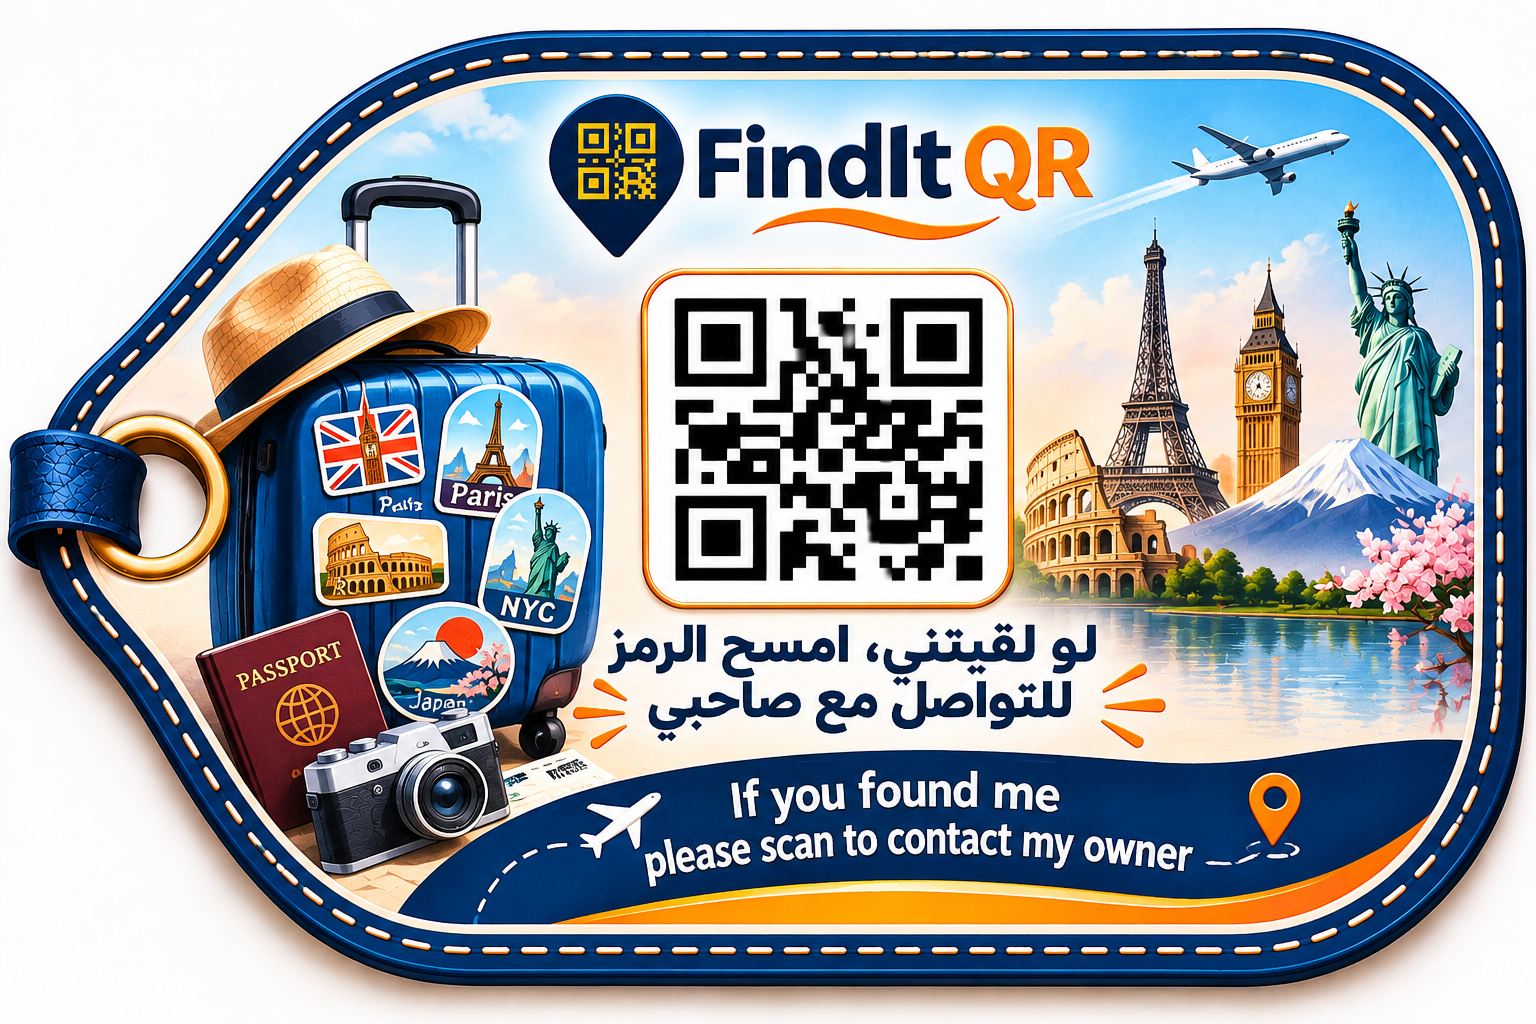 FindIt QR
Paris
NYC
Japan
PASSPORT
لو لقيتني، امسح الرمز
للتواصل مع صاحبي
If you found me
please scan to contact my owner